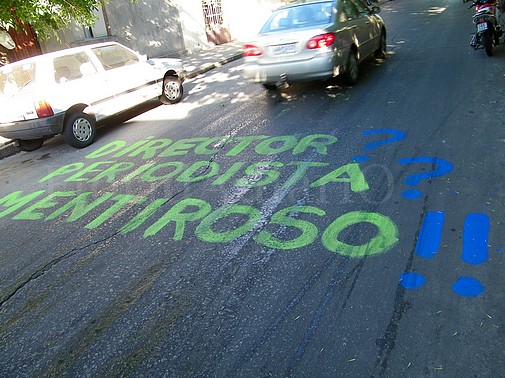 DIRECTOR ?
PERIODISTA ?
MENTIROSO !!